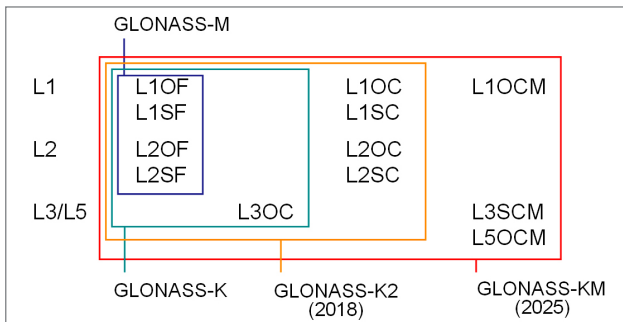 GLONASS-M
L1 L1OF L1OC L1OCM
L1SF L1SC
L2 L2OF L2OC
L2SF L2SC
L3/L5 L3OC L3SCM
L5OCM
GLONASS-K GLONASS-K2 GLONASS-KM
(2018) (2025)